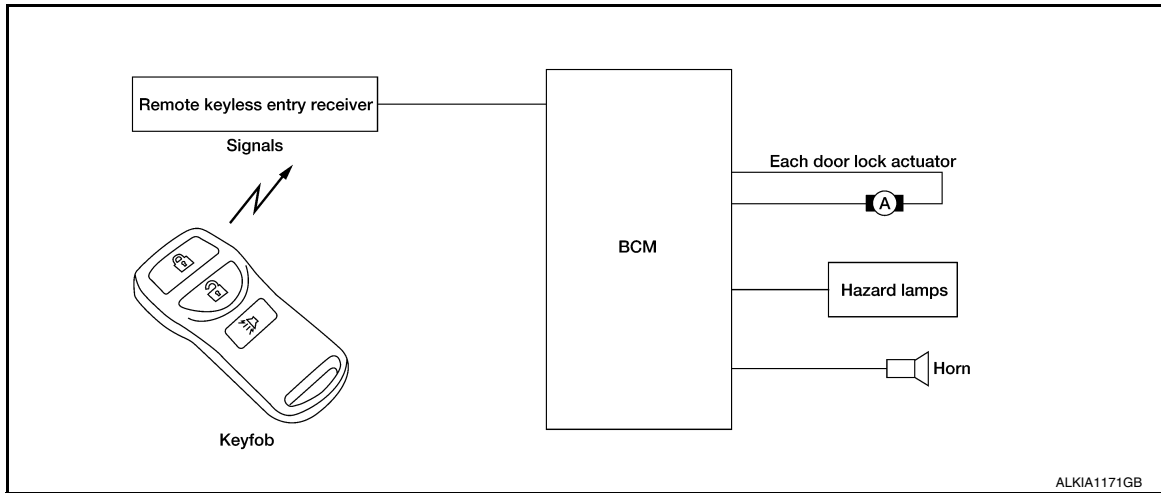 Remote keyless entry receiver
Signals
Keyfob
BCM
Each door lock actuator
A
Hazard lamps
Horn
ALKIA1171GB